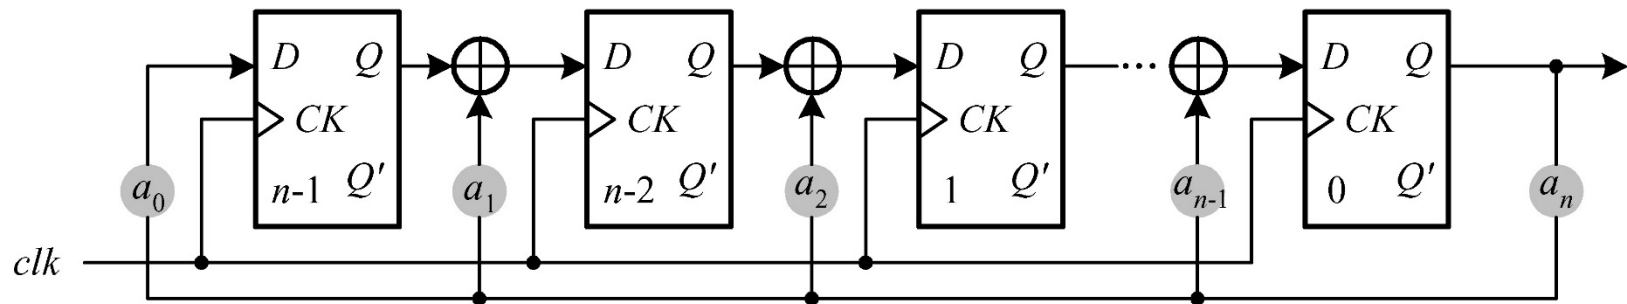 D Q D Q D Q ... D Q
CK CK CK CK
a₀ n-1 Q' a₁ n-2 Q' a₂ 1 Q' aₙ₋₁ 0 Q' aₙ
clk